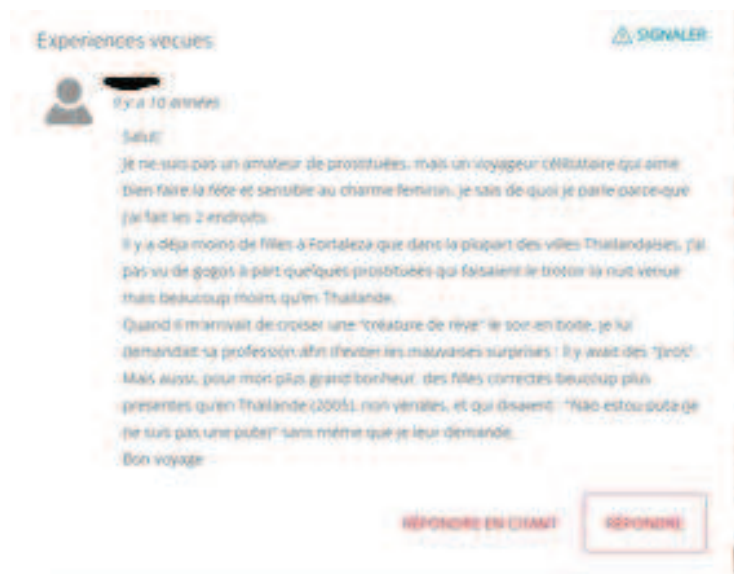 Experiences vecues
SIGNALER
Il y a 10 années
Salut!
Je ne suis pas un amateur de prostituées, mais un voyageur célibataire qui aime
bien faire la fête et sensible au charme feminin, je sais de quoi je parle parce que
j'ai fait les 2 endroits.
Il y a déja moins de filles à Fortaleza que dans la plupart des villes Thailandaises, j'ai
pas vu de gogos à part quelques prostituées qui faisaient le trotoir la nuit venue
mais beaucoup moins qu'en Thailande.
Quand il m'arrivait de croiser une "créature de rêve" le soir en boite, je lui
demandait sa profession afin d'eviter les mauvaises surprises : il y avait des "pros".
Mais aussi, pour mon plus grand bonheur, des filles correctes beucoup plus
presentes qu'en Thailande (2005), non venales, et qui disaent : "Não estou puta (je
ne suis pas une pute)" sans même que je leur demande.
Bon voyage
RÉPONDRE EN CITANT
RÉPONDRE